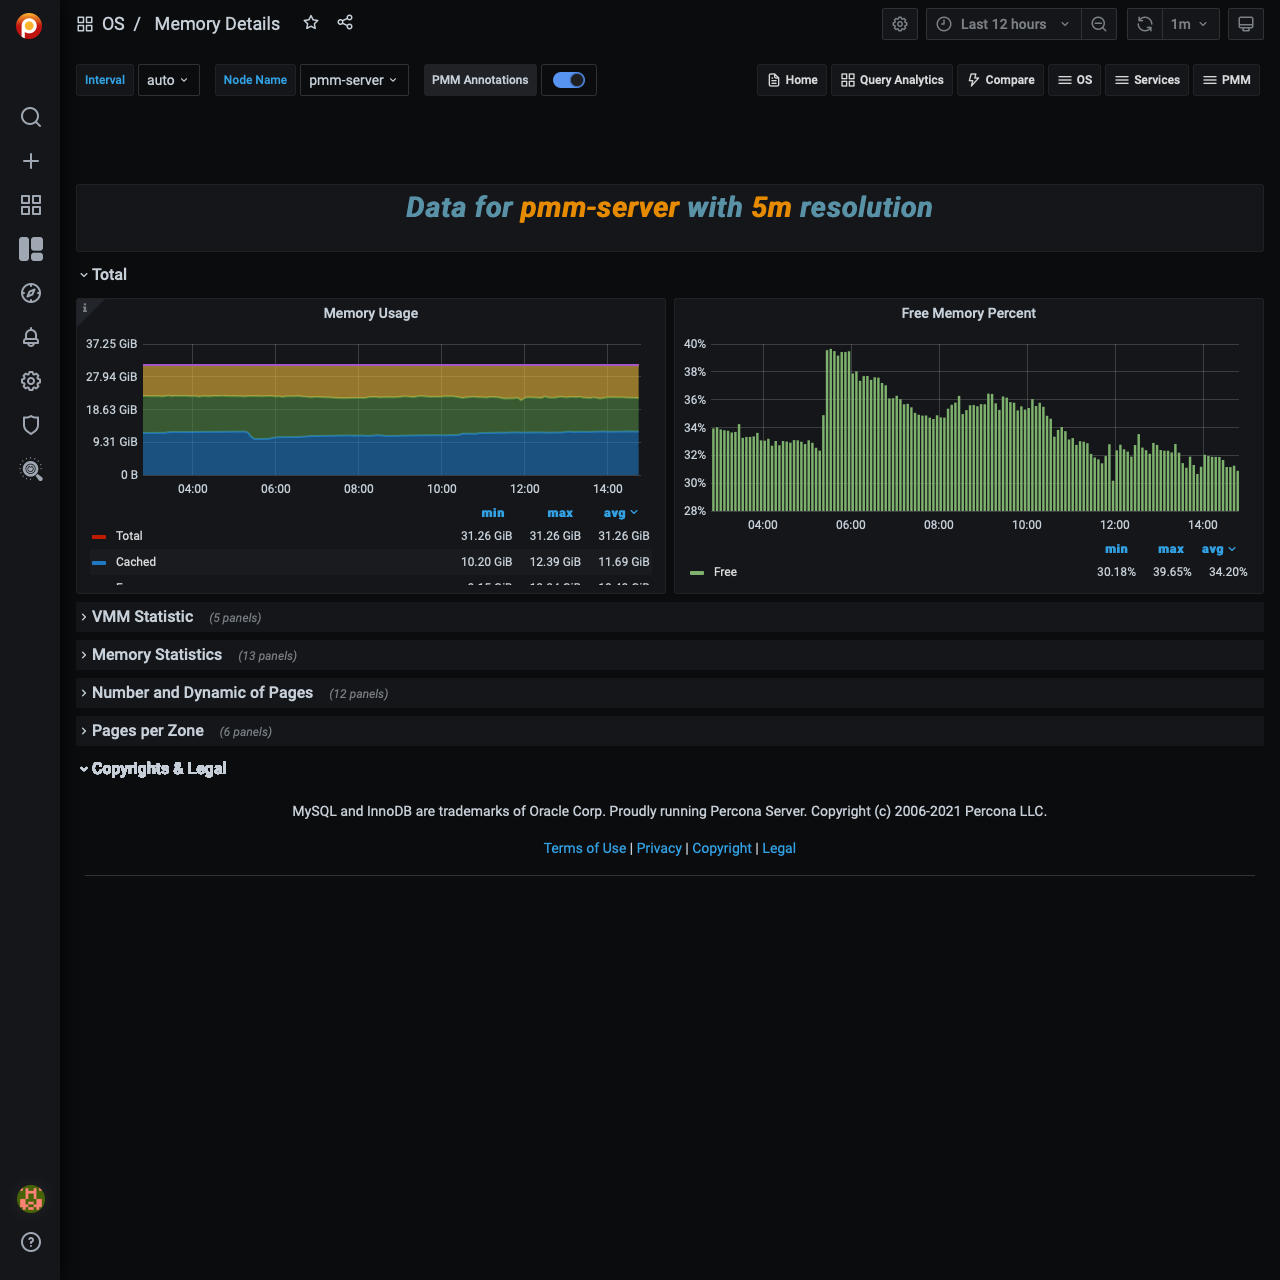 OS / Memory Details
Last 12 hours
1m
Interval auto Node Name pmm-server PMM Annotations
Home Query Analytics Compare OS Services PMM
Data for pmm-server with 5m resolution
Total
Memory Usage
37.25 GiB
27.94 GiB
18.63 GiB
9.31 GiB
0 B
04:00 06:00 08:00 10:00 12:00 14:00
min max avg
Total 31.26 GiB 31.26 GiB 31.26 GiB
Cached 10.20 GiB 12.39 GiB 11.69 GiB
Free Memory Percent
40%
38%
36%
34%
32%
30%
28%
04:00 06:00 08:00 10:00 12:00 14:00
min max avg
Free 30.18% 39.65% 34.20%
VMM Statistic (5 panels)
Memory Statistics (13 panels)
Number and Dynamic of Pages (12 panels)
Pages per Zone (6 panels)
Copyrights & Legal
MySQL and InnoDB are trademarks of Oracle Corp. Proudly running Percona Server. Copyright (c) 2006-2021 Percona LLC.
Terms of Use | Privacy | Copyright | Legal